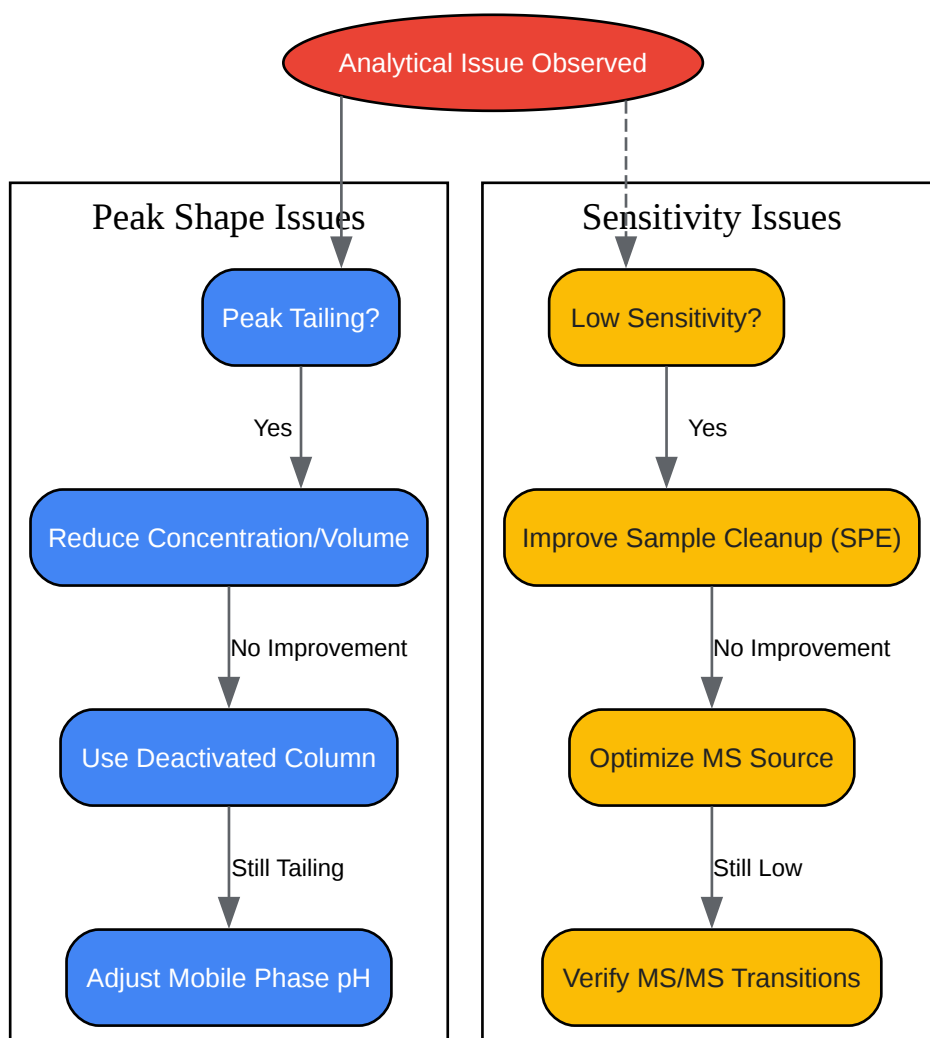 Analytical Issue Observed
Peak Shape Issues
Peak Tailing?
Yes
Reduce Concentration/Volume
No Improvement
Use Deactivated Column
Still Tailing
Adjust Mobile Phase pH
Sensitivity Issues
Low Sensitivity?
Yes
Improve Sample Cleanup (SPE)
No Improvement
Optimize MS Source
Still Low
Verify MS/MS Transitions